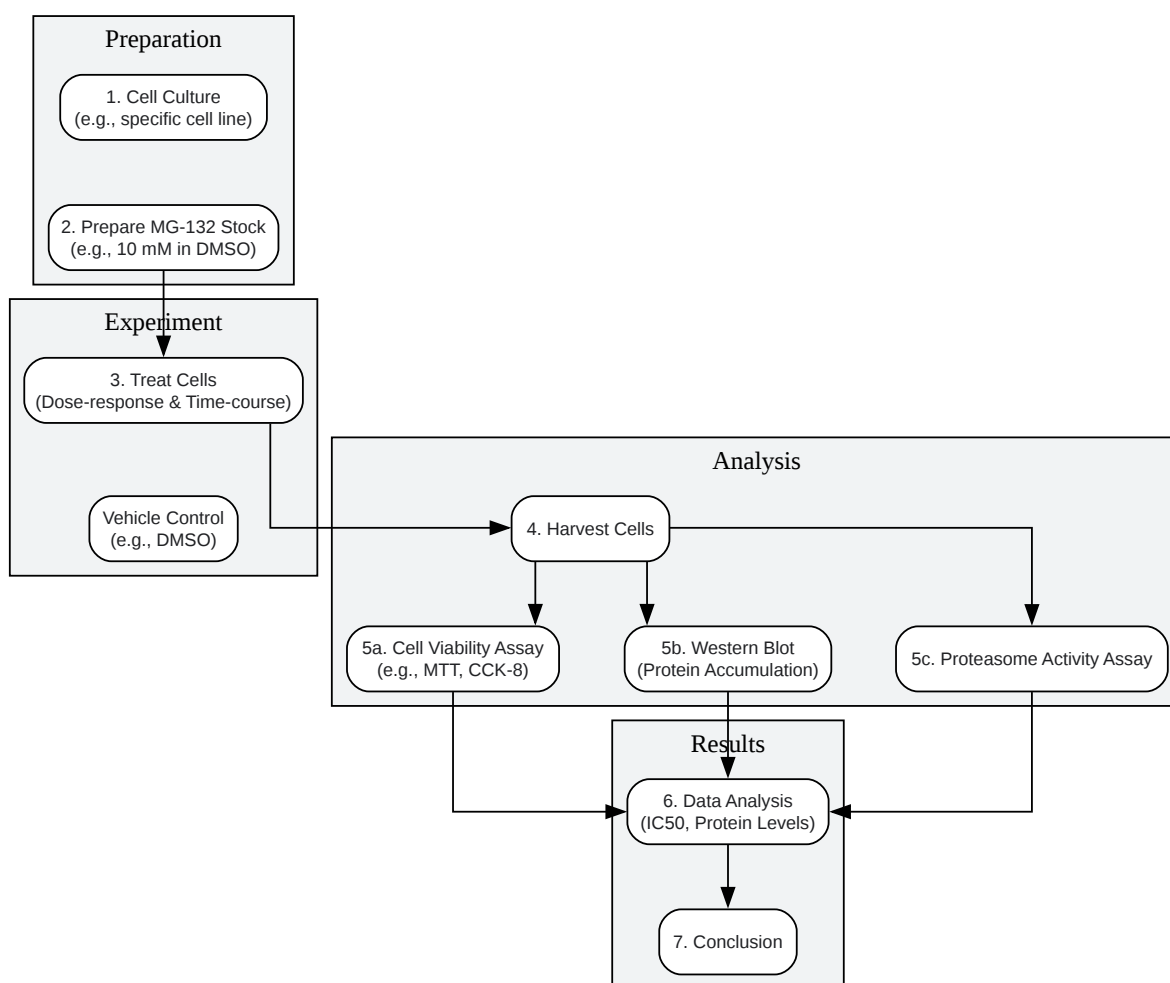 Preparation
1. Cell Culture
(e.g., specific cell line)
2. Prepare MG-132 Stock
(e.g., 10 mM in DMSO)
Experiment
3. Treat Cells
(Dose-response & Time-course)
Vehicle Control
(e.g., DMSO)
Analysis
4. Harvest Cells
5a. Cell Viability Assay
(e.g., MTT, CCK-8)
5b. Western Blot
(Protein Accumulation)
5c. Proteasome Activity Assay
Results
6. Data Analysis
(IC50, Protein Levels)
7. Conclusion